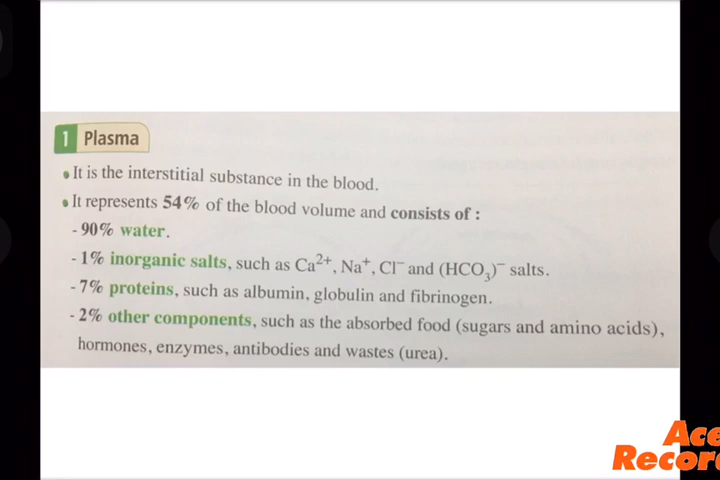 1 Plasma
• It is the interstitial substance in the blood.
• It represents 54% of the blood volume and consists of :
- 90% water.
- 1% inorganic salts, such as Ca²⁺, Na⁺, Cl⁻ and (HCO₃)⁻ salts.
- 7% proteins, such as albumin, globulin and fibrinogen.
- 2% other components, such as the absorbed food (sugars and amino acids),
hormones, enzymes, antibodies and wastes (urea).
Ace
Recor